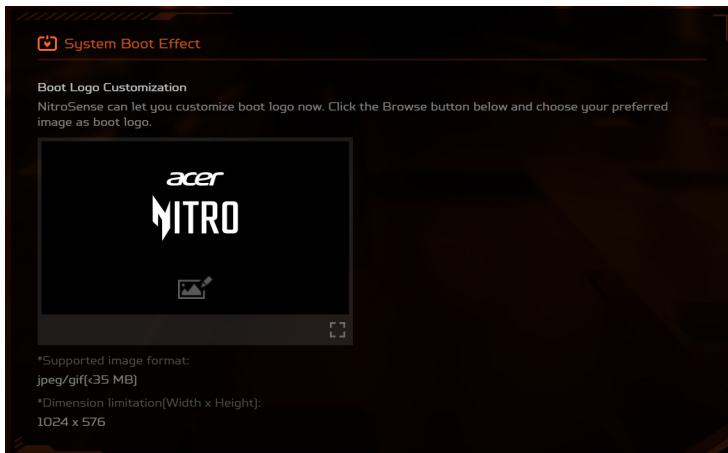 System Boot Effect
Boot Logo Customization
NitroSense can let you customize boot logo now. Click the Browse button below and choose your preferred
image as boot logo.
acer
NITRO
*Supported image format:
jpeg/gif(<35 MB)
*Dimension limitation(Width x Height):
1024 x 576